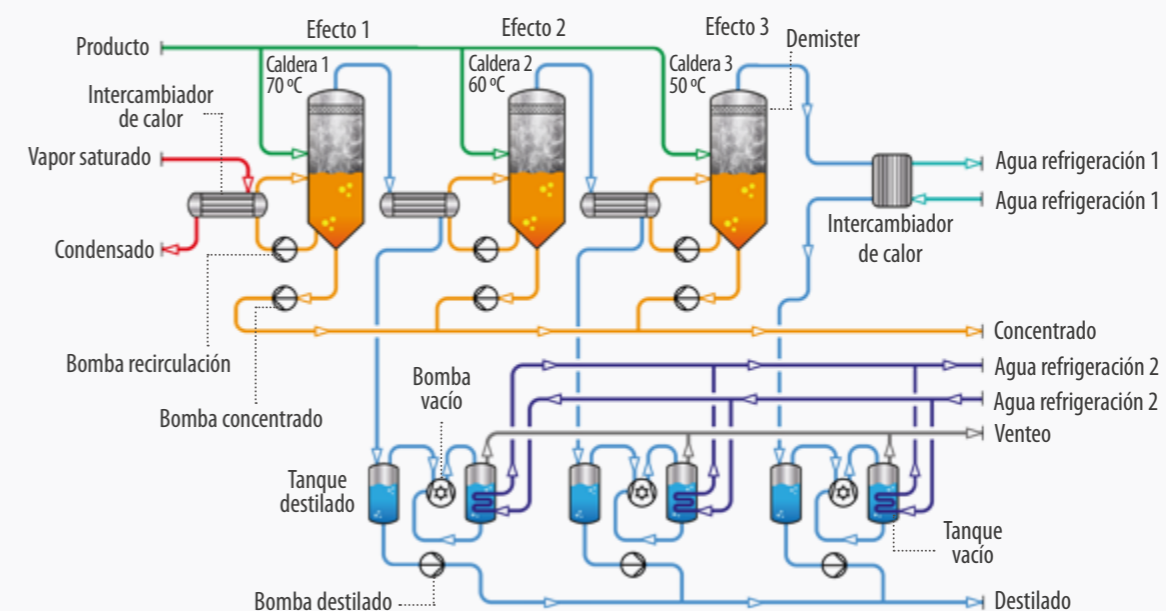 Efecto 1
Efecto 2
Efecto 3
Producto
Demister
Caldera 1
70 ºC
Caldera 2
60 ºC
Caldera 3
50 ºC
Intercambiador
de calor
Vapor saturado
Agua refrigeración 1
Agua refrigeración 1
Intercambiador
de calor
Condensado
Concentrado
Bomba recirculación
Agua refrigeración 2
Bomba
vacío
Agua refrigeración 2
Bomba concentrado
Venteo
Tanque
destilado
Tanque
vacío
Bomba destilado
Destilado